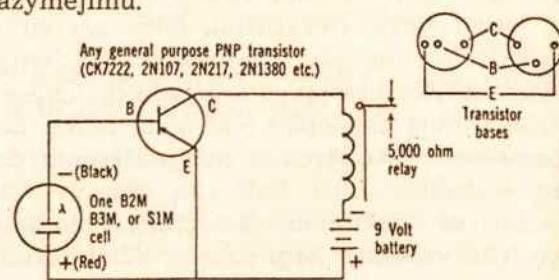 Any general purpose PNP transistor
(CK7222, 2N107, 2N217, 2N1380 etc.)
B
C
E
C
B
E
Transistor
bases
5,000 ohm
relay
– (Black)
λ
One B2M
B3M, or S1M
cell
+ (Red)
–
9 Volt
battery
+